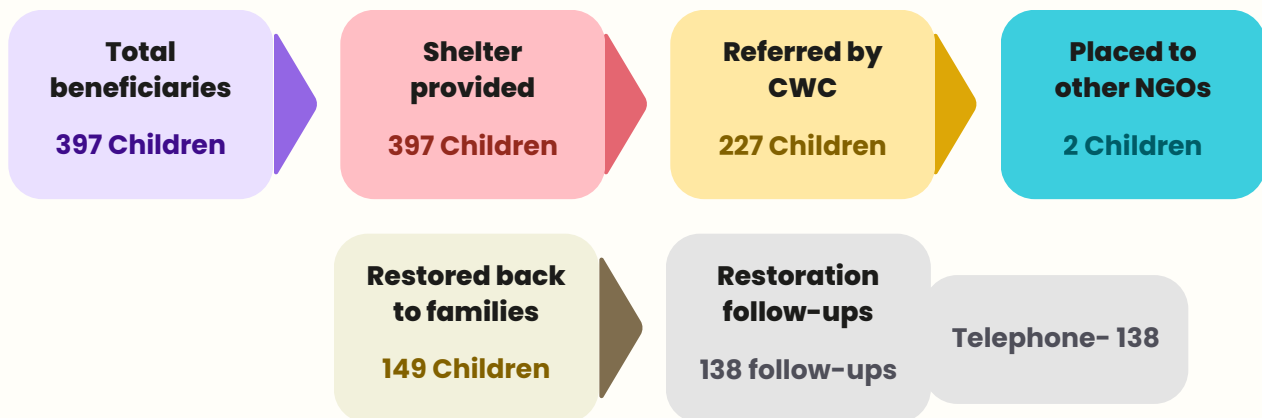 Total
beneficiaries
397 Children
Shelter
provided
397 Children
Referred by
CWC
227 Children
Placed to
other NGOs
2 Children
Restored back
to families
149 Children
Restoration
follow-ups
138 follow-ups
Telephone- 138